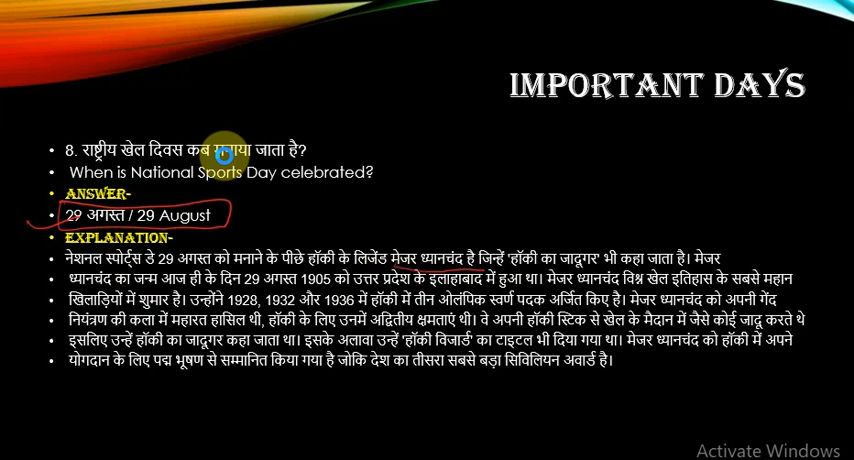 IMPORTANT DAYS
• 8. राष्ट्रीय खेल दिवस कब मनाया जाता है?
• When is National Sports Day celebrated?
• ANSWER-
• 29 अगस्त / 29 August
• EXPLANATION-
• नेशनल स्पोर्ट्स डे 29 अगस्त को मनाने के पीछे हॉकी के लिजेंड मेजर ध्यानचंद है जिन्हें 'हॉकी का जादूगर' भी कहा जाता है। मेजर
• ध्यानचंद का जन्म आज ही के दिन 29 अगस्त 1905 को उत्तर प्रदेश के इलाहाबाद में हुआ था। मेजर ध्यानचंद विश्व खेल इतिहास के सबसे महान
• खिलाड़ियों में शुमार है। उन्होंने 1928, 1932 और 1936 में हॉकी में तीन ओलंपिक स्वर्ण पदक अर्जित किए है। मेजर ध्यानचंद को अपनी गेंद
• नियंत्रण की कला में महारत हासिल थी, हॉकी के लिए उनमें अद्वितीय क्षमताएं थी। वे अपनी हॉकी स्टिक से खेल के मैदान में जैसे कोई जादू करते थे
• इसलिए उन्हें हॉकी का जादूगर कहा जाता था। इसके अलावा उन्हें 'हॉकी विजार्ड' का टाइटल भी दिया गया था। मेजर ध्यानचंद को हॉकी में अपने
• योगदान के लिए पद्म भूषण से सम्मानित किया गया है जोकि देश का तीसरा सबसे बड़ा सिविलियन अवार्ड है।
Activate Windows